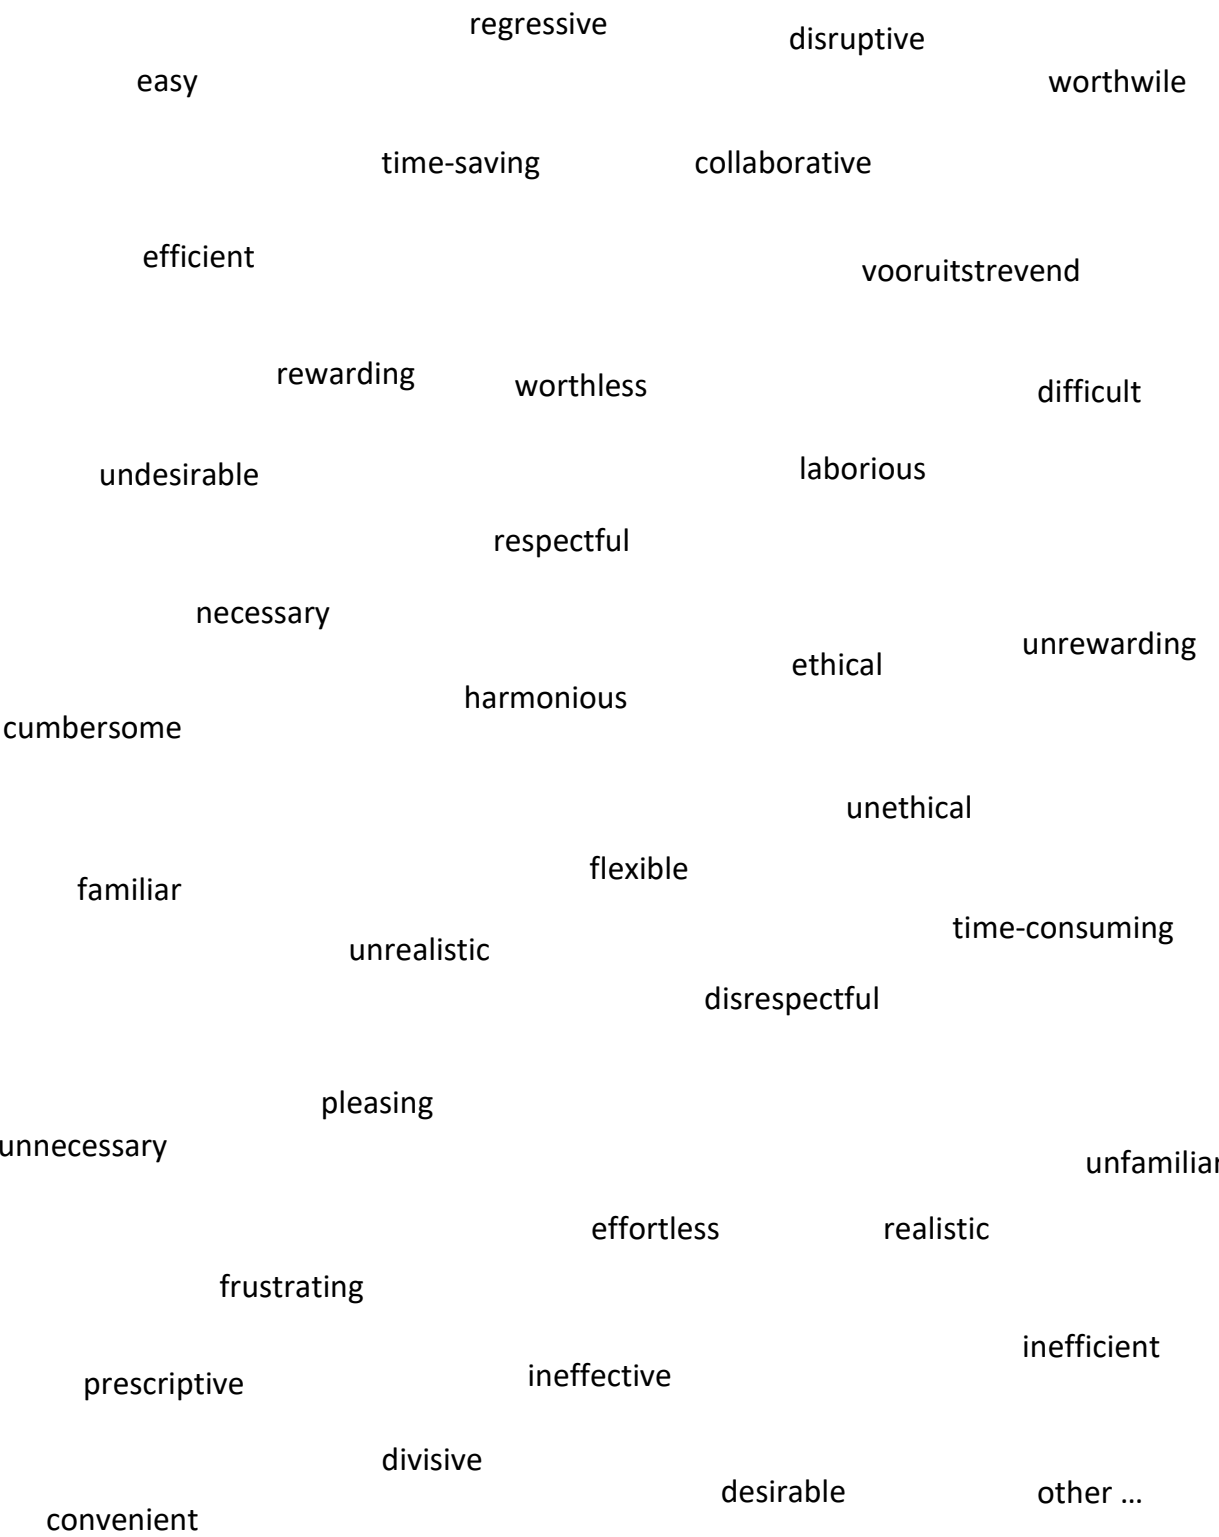 regressive
disruptive
easy
worthwile
time-saving
collaborative
efficient
vooruitstrevend
rewarding
worthless
difficult
undesirable
laborious
respectful
necessary
unrewarding
ethical
harmonious
cumbersome
unethical
flexible
familiar
time-consuming
unrealistic
disrespectful
pleasing
unnecessary
unfamiliar
effortless
realistic
frustrating
inefficient
ineffective
prescriptive
divisive
desirable
other ...
convenient